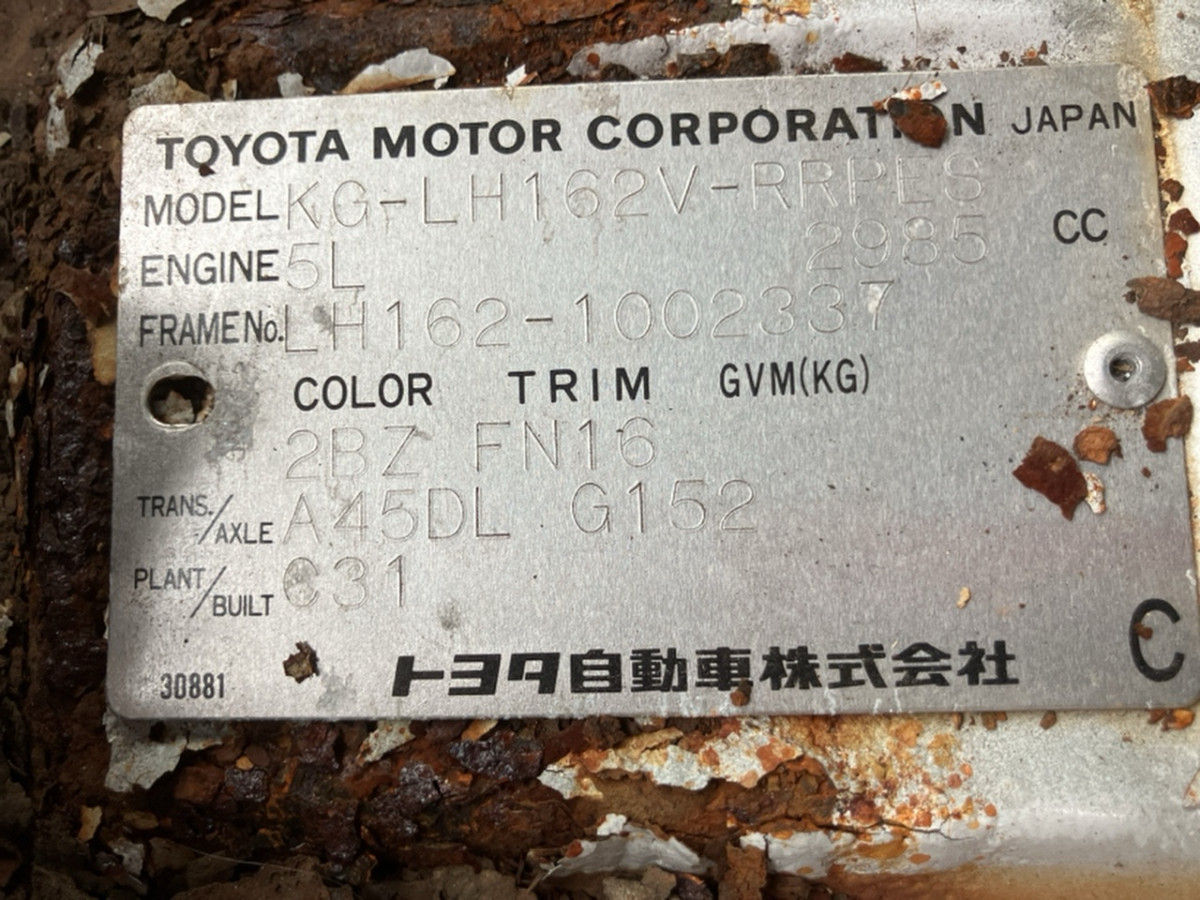 TOYOTA MOTOR CORPORATION JAPAN
MODEL KG-LH162V-RRPES
ENGINE 5L 2985 CC
FRAME No. LH162-1002337
COLOR TRIM GVM(KG)
2BZ FN16
TRANS./AXLE A45DL G152
PLANT/BUILT C31
30881 トヨタ自動車株式会社 C